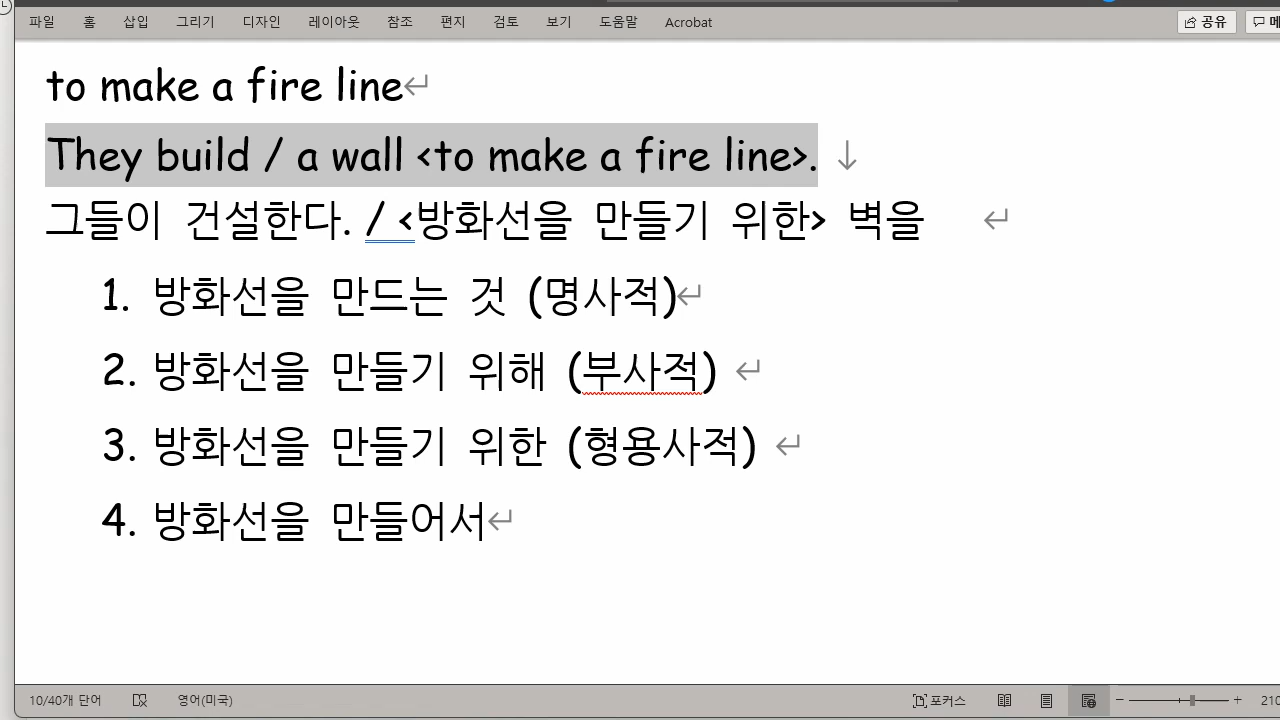 파일 홈 삽입 그리기 디자인 레이아웃 참조 편지 검토 보기 도움말 Acrobat 공유 메
to make a fire line
They build / a wall <to make a fire line>.
그들이 건설한다. / <방화선을 만들기 위한> 벽을
1. 방화선을 만드는 것 (명사적)
2. 방화선을 만들기 위해 (부사적)
3. 방화선을 만들기 위한 (형용사적)
4. 방화선을 만들어서
10/40개 단어 영어(미국) 포커스 210